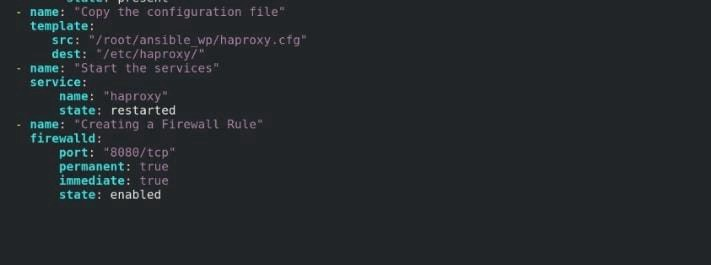 state: present
- name: "Copy the configuration file"
template:
src: "/root/ansible_wp/haproxy.cfg"
dest: "/etc/haproxy/"
- name: "Start the services"
service:
name: "haproxy"
state: restarted
- name: "Creating a Firewall Rule"
firewalld:
port: "8080/tcp"
permanent: true
immediate: true
state: enabled